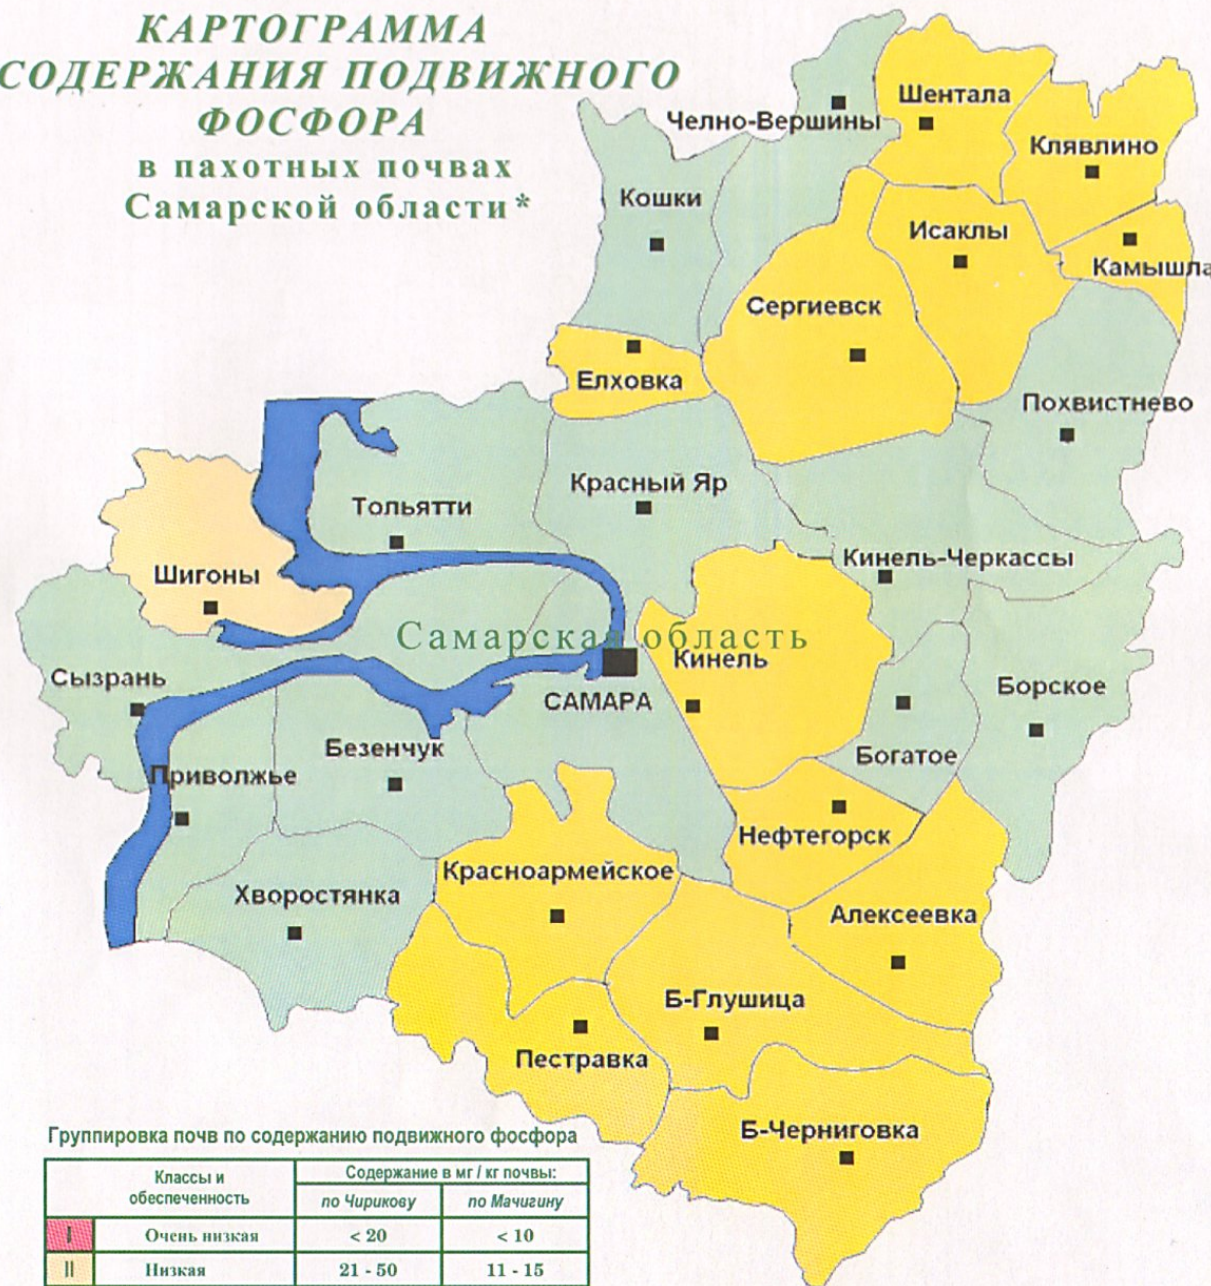 КАРТОГРАММА
СОДЕРЖАНИЯ ПОДВИЖНОГО
ФОСФОРА
в пахотных почвах
Самарской области*
Челно-Вершины
Шентала
Клявлино
Кошки
Исаклы
Камышла
Сергиевск
Елховка
Похвистнево
Красный Яр
Тольятти
Кинель-Черкассы
Шигоны
Самарская область
Кинель
Сызрань
САМАРА
Борское
Безенчук
Богатое
Приволжье
Нефтегорск
Красноармейское
Хворостянка
Алексеевка
Б-Глушица
Пестравка
Б-Черниговка
Группировка почв по содержанию подвижного фосфора
Классы и обеспеченность
Содержание в мг / кг почвы:
по Чирикову по Мачигину
I Очень низкая < 20 < 10
II Низкая 21 - 50 11 - 15